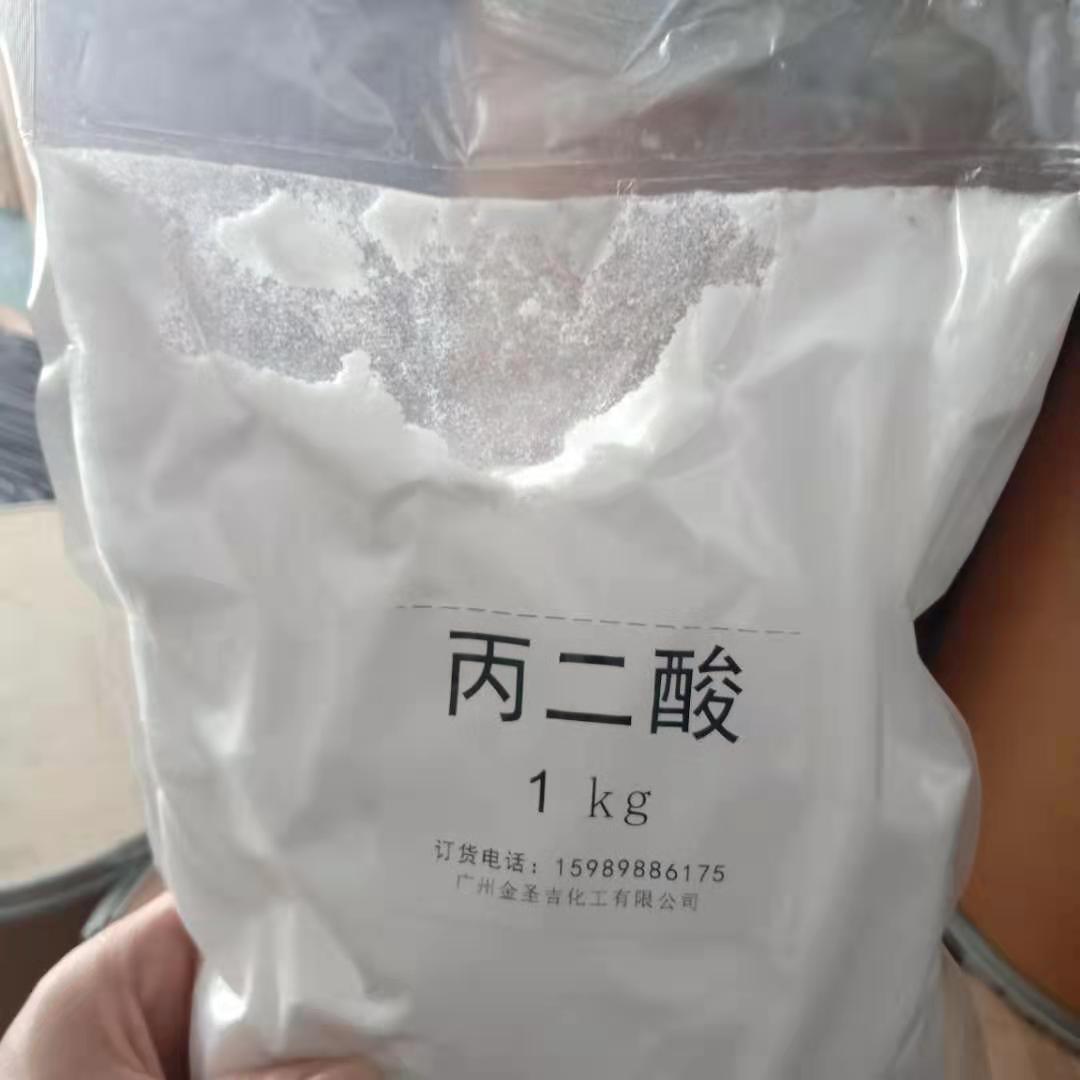 丙二酸
1 kg
订货电话：15989886175
广州金圣吉化工有限公司